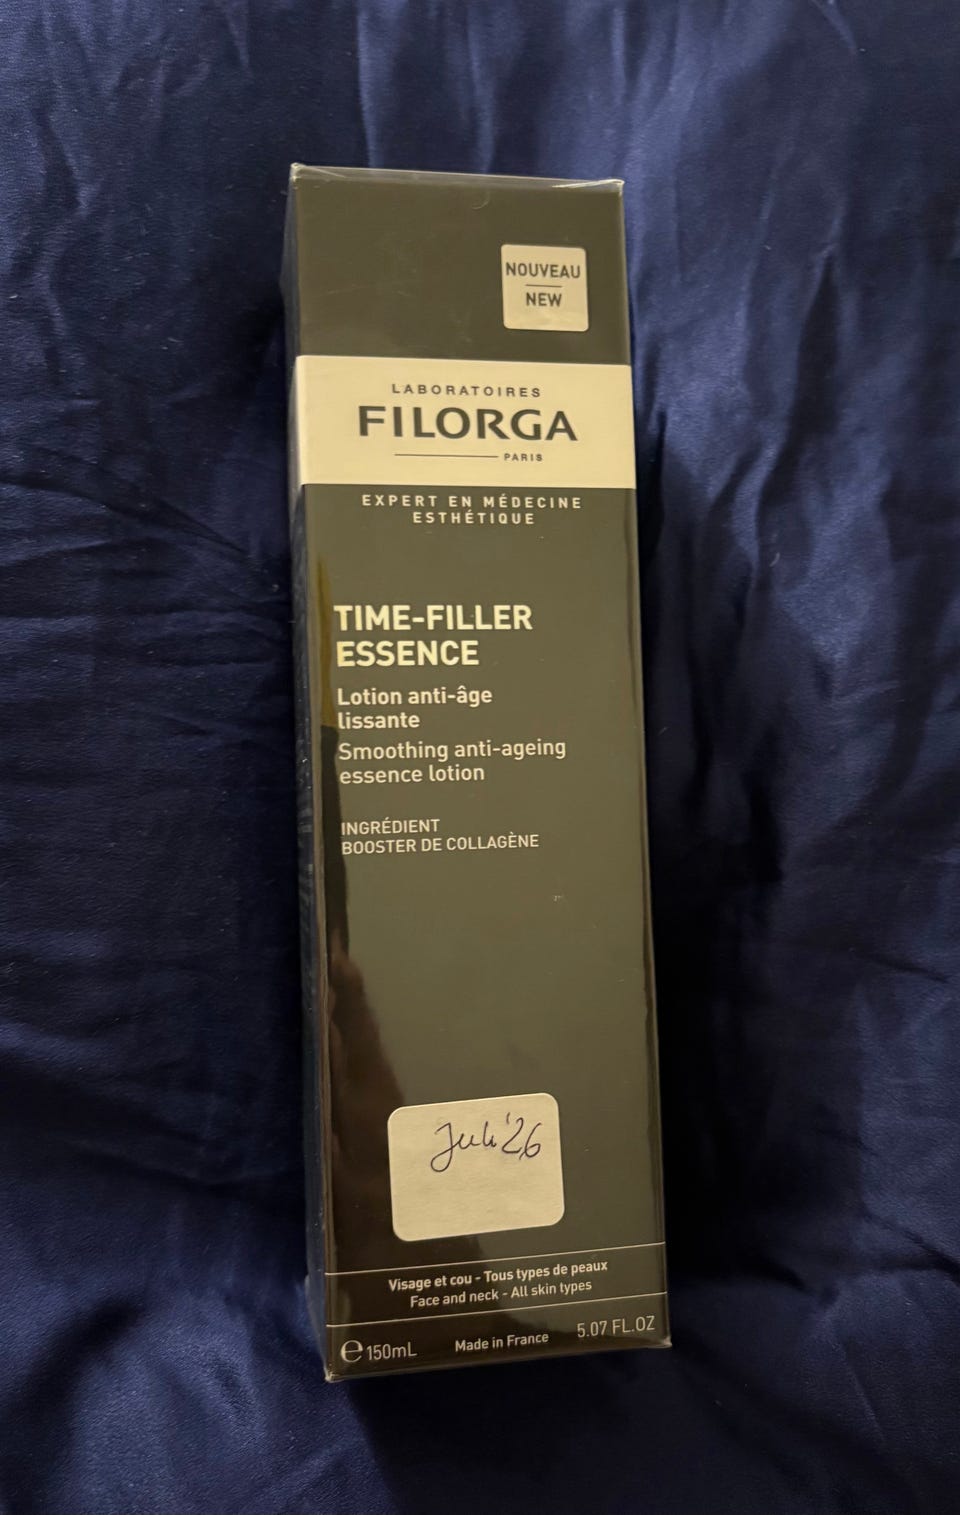 NOUVEAU
NEW
LABORATOIRES
FILORGA
PARIS
EXPERT EN MÉDECINE
ESTHÉTIQUE
TIME-FILLER
ESSENCE
Lotion anti-âge
lissante
Smoothing anti-ageing
essence lotion
INGRÉDIENT
BOOSTER DE COLLAGÈNE
Juli '26
Visage et cou - Tous types de peaux
Face and neck - All skin types
℮150mL Made in France 5.07 FL.OZ